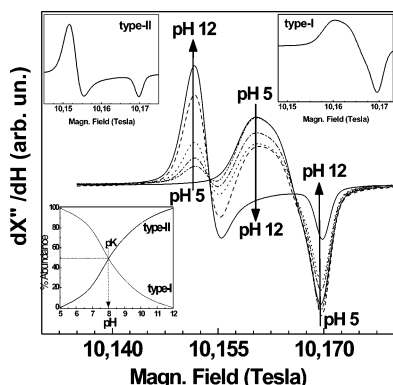 type-II
10,15 10,16 10,17
Magn. Field (Tesla)
type-I
10,15 10,16 10,17
Magn. Field (Tesla)
pH 12
pH 5
pH 5
pH 12
pH 12
pH 5
dX"/dH (arb. un.)
100
80
60
40
20
0
% Abundance
pK
type-II
type-I
5 6 7 8 9 10 11 12
pH
10,140 10,155 10,170
Magn. Field (Tesla)